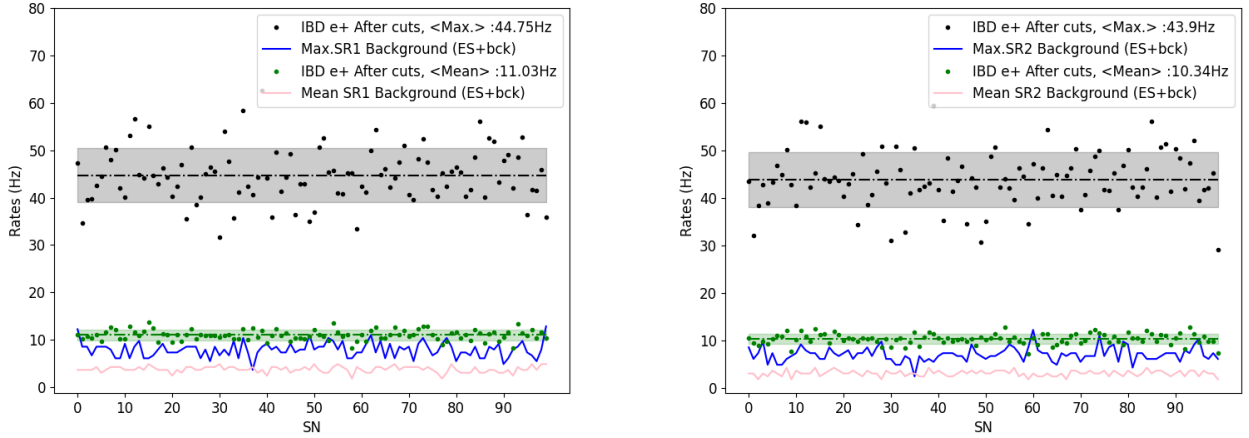 80
70
60
50
40
30
20
10
0
Rates (Hz)
IBD e+ After cuts, <Max.> :44.75Hz
Max.SR1 Background (ES+bck)
IBD e+ After cuts, <Mean> :11.03Hz
Mean SR1 Background (ES+bck)
0 10 20 30 40 50 60 70 80 90
SN
80
70
60
50
40
30
20
10
0
Rates (Hz)
IBD e+ After cuts, <Max.> :43.9Hz
Max.SR2 Background (ES+bck)
IBD e+ After cuts, <Mean> :10.34Hz
Mean SR2 Background (ES+bck)
0 10 20 30 40 50 60 70 80 90
SN